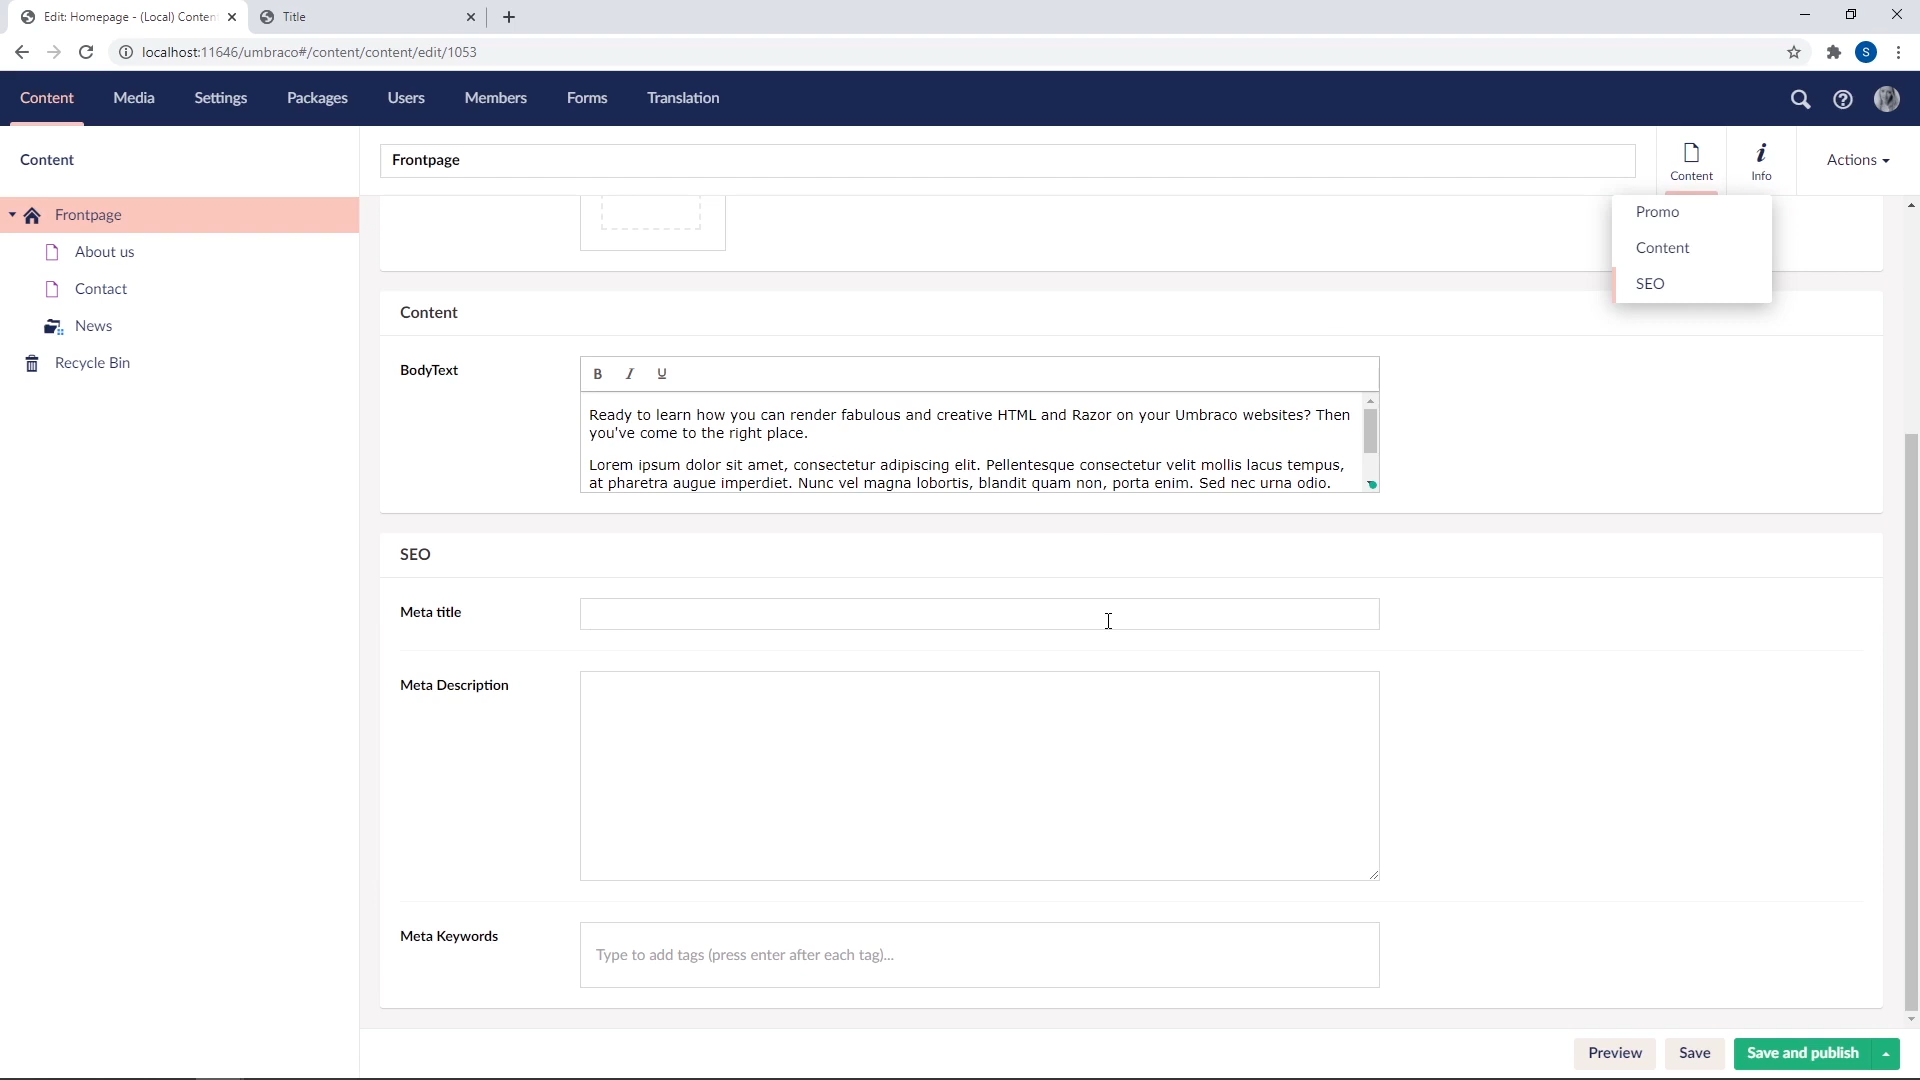 Edit: Homepage - (Local) Conten
Title
localhost:11646/umbraco#/content/content/edit/1053
S
Content
Media
Settings
Packages
Users
Members
Forms
Translation
Content
Frontpage
Content
Info
Actions
Frontpage
About us
Contact
News
Recycle Bin
Promo
Content
SEO
Content
BodyText
B I U
Ready to learn how you can render fabulous and creative HTML and Razor on your Umbraco websites? Then
you've come to the right place.
Lorem ipsum dolor sit amet, consectetur adipiscing elit. Pellentesque consectetur velit mollis lacus tempus,
at pharetra augue imperdiet. Nunc vel magna lobortis, blandit quam non, porta enim. Sed nec urna odio.
SEO
Meta title
Meta Description
Meta Keywords
Type to add tags (press enter after each tag)...
Preview
Save
Save and publish